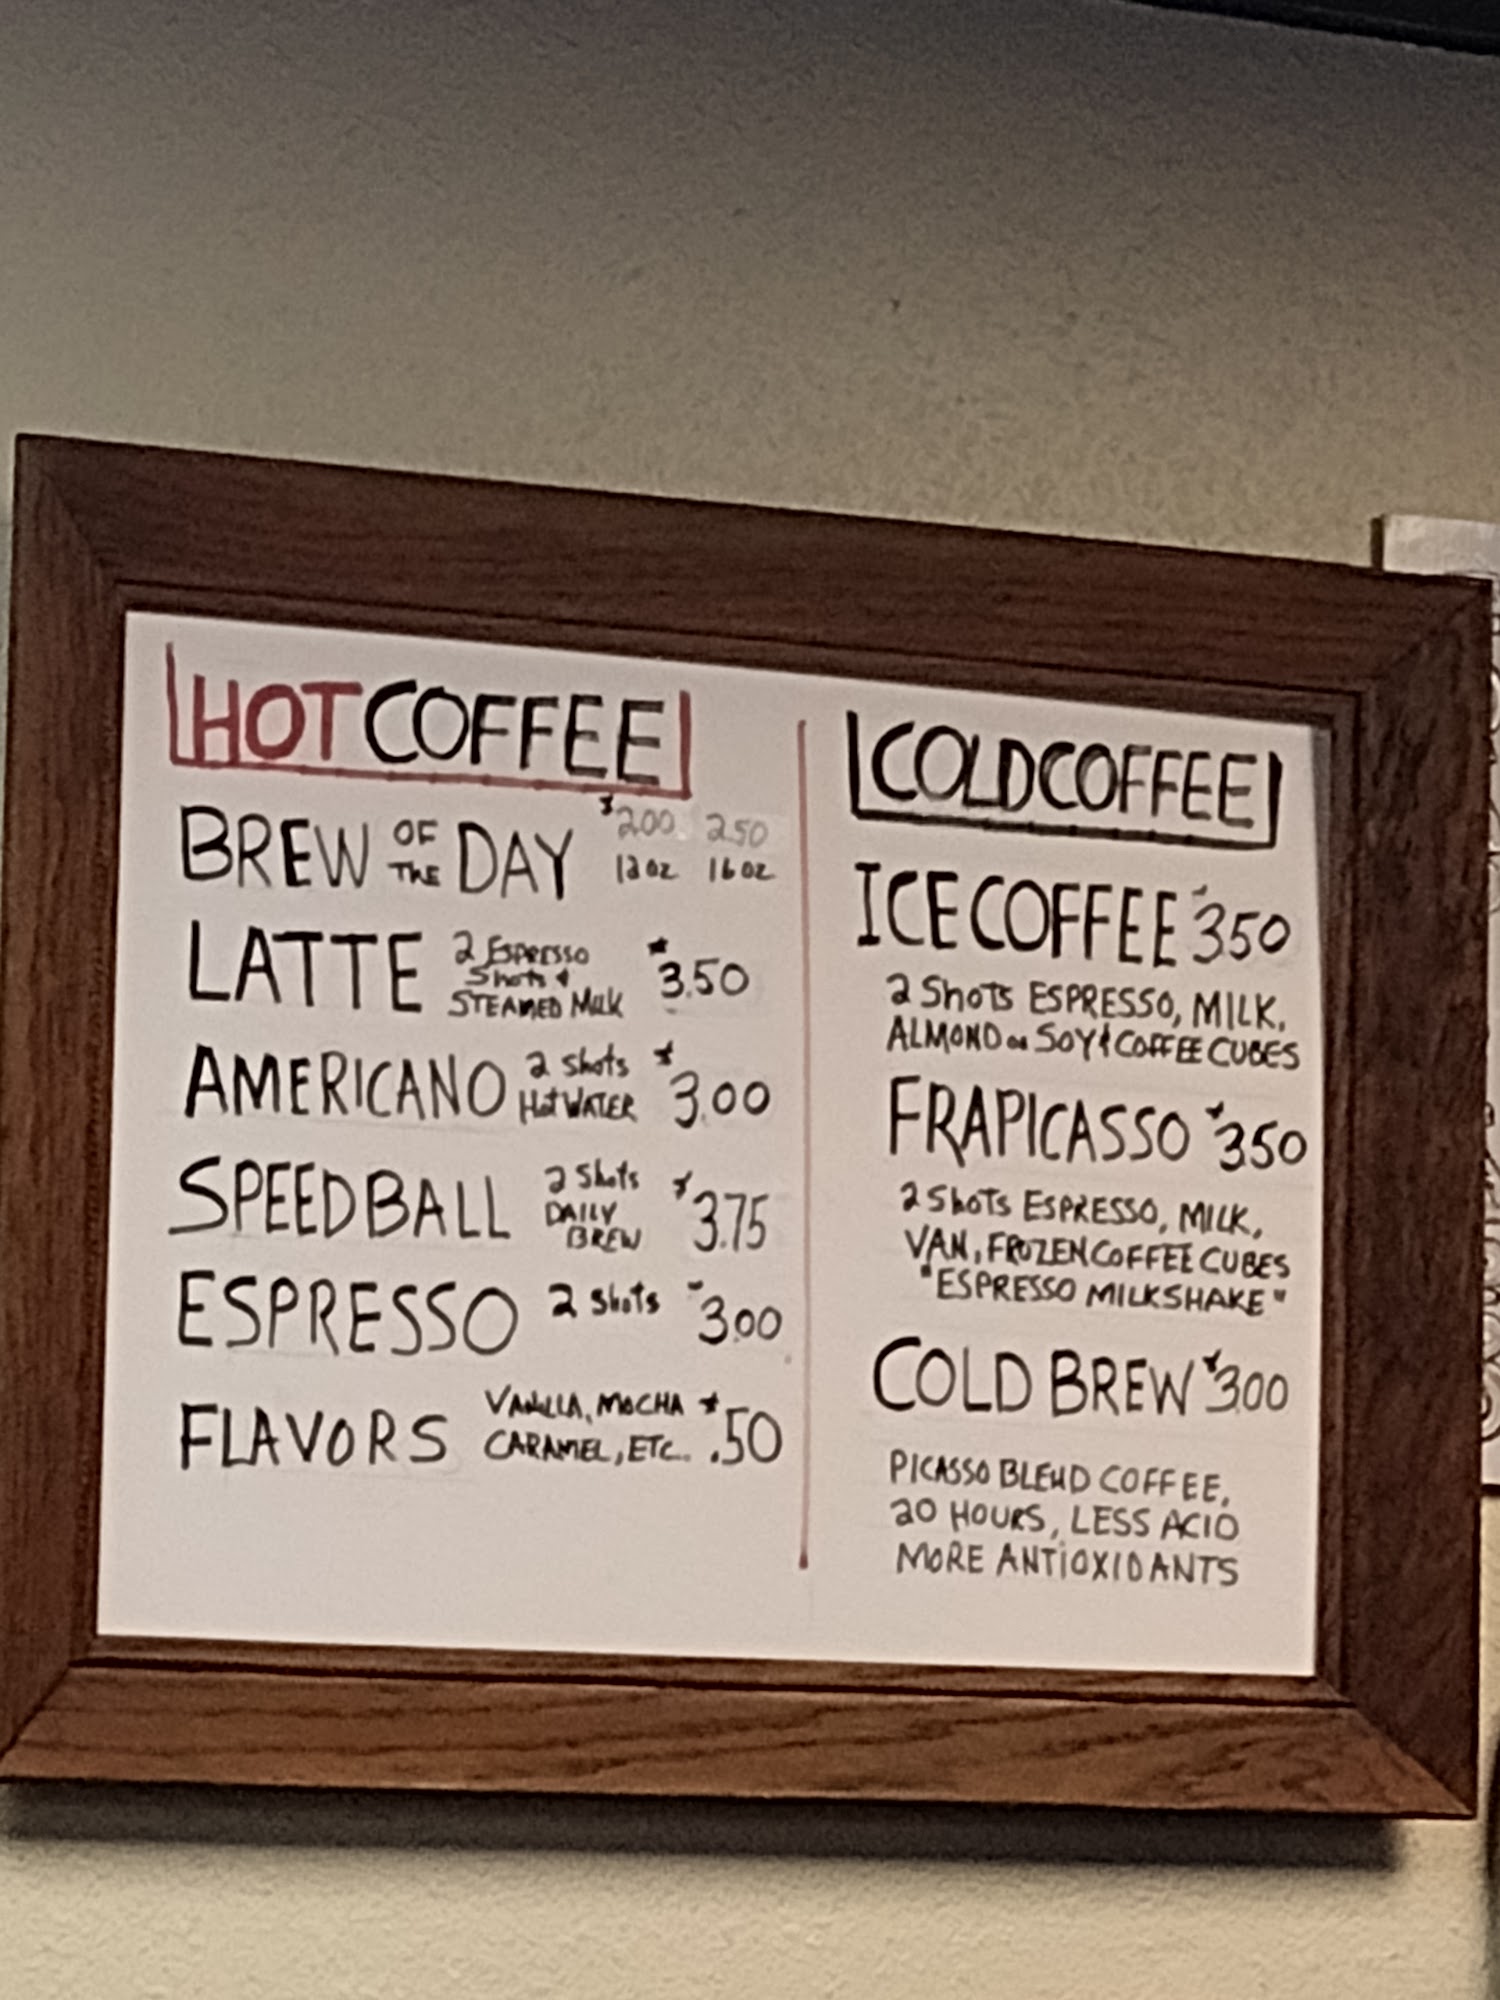 HOT COFFEE
BREW OF THE DAY $2.00 2.50
12oz 16oz
LATTE 2 ESPRESSO SHOTS & STEAMED MILK $3.50
AMERICANO 2 SHOTS HOT WATER $3.00
SPEEDBALL 2 SHOTS DAILY BREW $3.75
ESPRESSO 2 SHOTS $3.00
FLAVORS VANILLA, MOCHA CARAMEL, ETC. $.50
COLD COFFEE
ICE COFFEE $3.50
2 SHOTS ESPRESSO, MILK,
ALMOND OR SOY & COFFEE CUBES
FRAPICASSO $3.50
2 SHOTS ESPRESSO, MILK,
VAN, FROZEN COFFEE CUBES
"ESPRESSO MILKSHAKE"
COLD BREW $3.00
PICASSO BLEND COFFEE,
20 HOURS, LESS ACID
MORE ANTIOXIDANTS